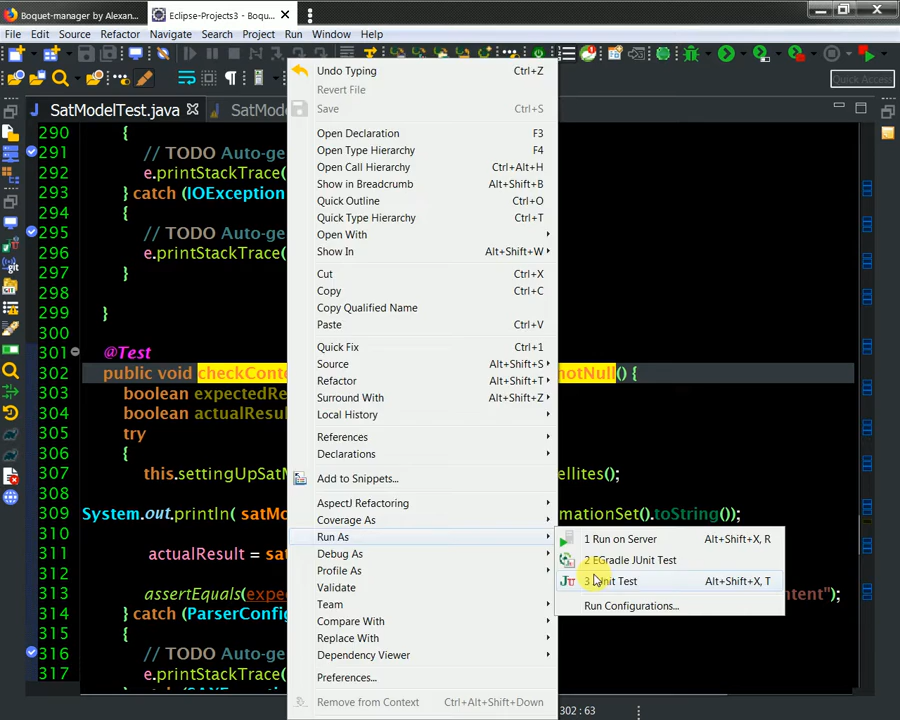 Boquet-manager by Alexan...
Eclipse-Projects3 - Boqu...
File Edit Source Refactor Navigate Search Project Run Window Help
Quick Access
SatModelTest.java
SatMod
290 {
291 // TODO Auto-ge
292 e.printStackTrace(
293 } catch (IOException
294 {
295 // TODO Auto-ge
296 e.printStackTrace(
297 }
298
299 }
300
301 @Test
302 public void checkConte notNull() {
303 boolean expectedRe
304 boolean actualResul
305 try
306 {
307 this.settingUpSatM ellites();
308
309 System.out.println( satMo mationSet().toString());
310
311 actualResult = sat
312
313 assertEquals(expe ntent");
314 } catch (ParserConfig
315 {
316 // TODO Auto-ge
317 e.printStackTrace(
Undo Typing Ctrl+Z
Revert File
Save Ctrl+S
Open Declaration F3
Open Type Hierarchy F4
Open Call Hierarchy Ctrl+Alt+H
Show in Breadcrumb Alt+Shift+B
Quick Outline Ctrl+O
Quick Type Hierarchy Ctrl+T
Open With
Show In Alt+Shift+W
Cut Ctrl+X
Copy Ctrl+C
Copy Qualified Name
Paste Ctrl+V
Quick Fix Ctrl+1
Source Alt+Shift+S
Refactor Alt+Shift+T
Surround With Alt+Shift+Z
Local History
References
Declarations
Add to Snippets...
AspectJ Refactoring
Coverage As
Run As
Debug As
Profile As
Validate
Team
Compare With
Replace With
Dependency Viewer
Preferences...
Remove from Context Ctrl+Alt+Shift+Down
1 Run on Server Alt+Shift+X, R
2 EGradle JUnit Test
3 JUnit Test Alt+Shift+X, T
Run Configurations...
302 : 63